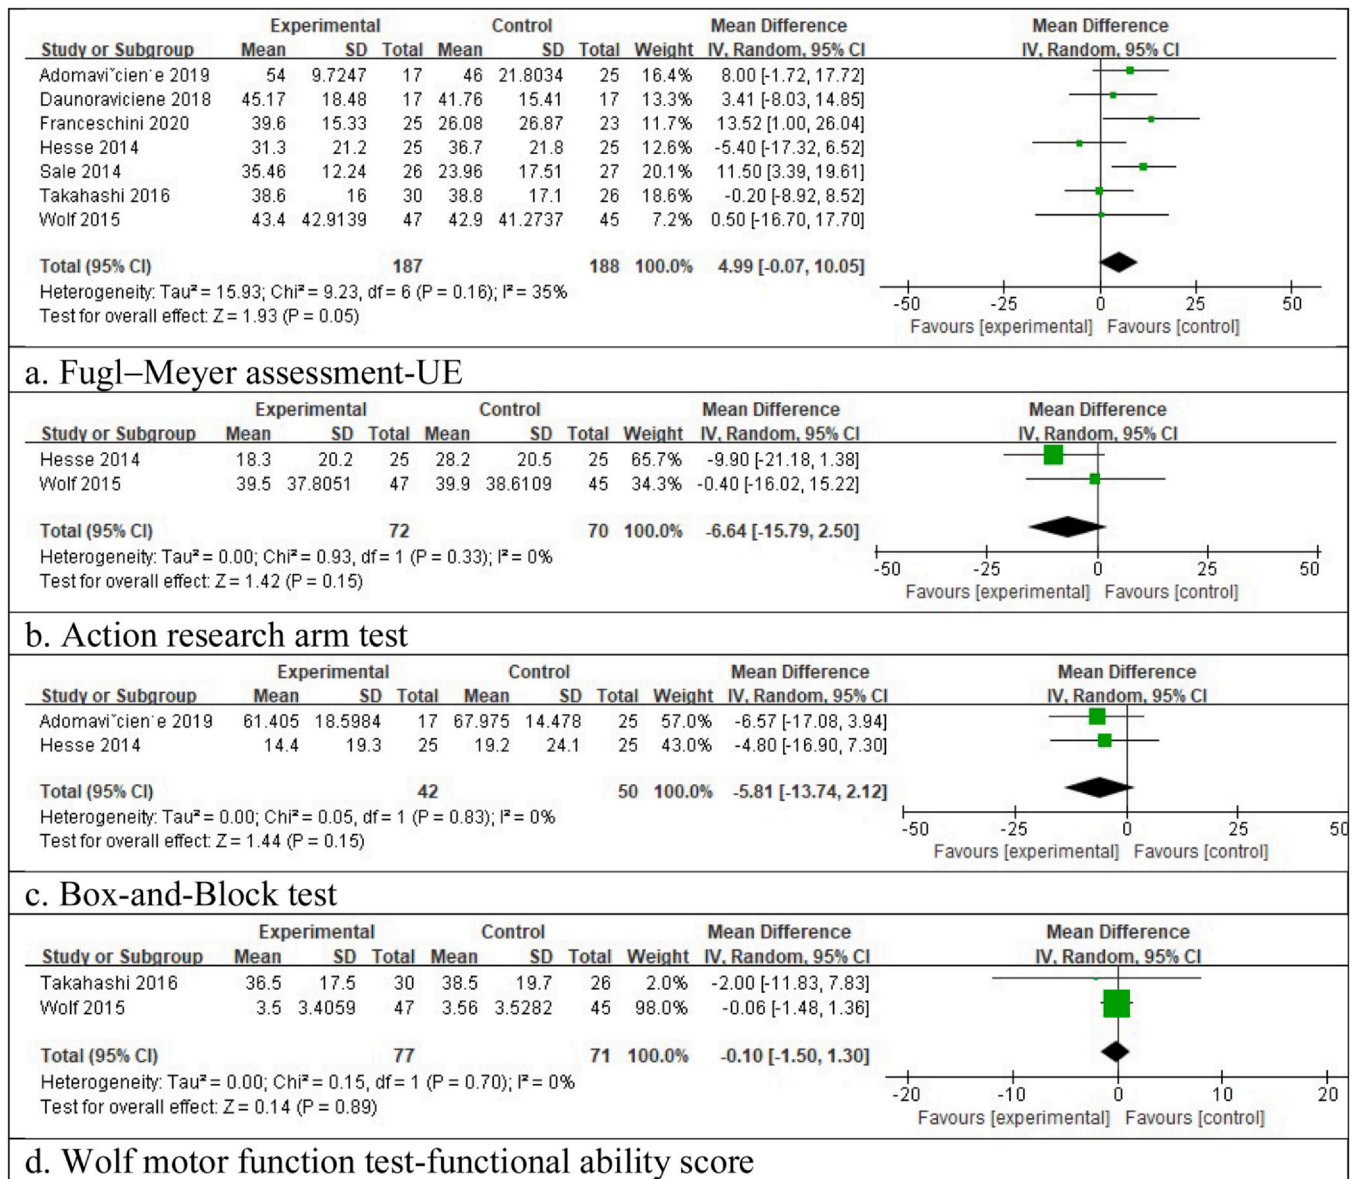 Experimental Control Mean Difference Mean Difference
Study or Subgroup Mean SD Total Mean SD Total Weight IV, Random, 95% CI IV, Random, 95% CI
Adomavi˘cien˙e 2019 54 9.7247 17 46 21.8034 25 16.4% 8.00 [-1.72, 17.72]
Daunoraviciene 2018 45.17 18.48 17 41.76 15.41 17 13.3% 3.41 [-8.03, 14.85]
Franceschini 2020 39.6 15.33 25 26.08 26.87 23 11.7% 13.52 [1.00, 26.04]
Hesse 2014 31.3 21.2 25 36.7 21.8 25 12.6% -5.40 [-17.32, 6.52]
Sale 2014 35.46 12.24 26 23.96 17.51 27 20.1% 11.50 [3.39, 19.61]
Takahashi 2016 38.6 16 30 38.8 17.1 26 18.6% -0.20 [-8.92, 8.52]
Wolf 2015 43.4 42.9139 47 42.9 41.2737 45 7.2% 0.50 [-16.70, 17.70]
Total (95% CI) 187 188 100.0% 4.99 [-0.07, 10.05]
Heterogeneity: Tau² = 15.93; Chi² = 9.23, df = 6 (P = 0.16); I² = 35%
Test for overall effect: Z = 1.93 (P = 0.05)
-50 -25 0 25 50
Favours [experimental] Favours [control]
a. Fugl–Meyer assessment-UE
Experimental Control Mean Difference Mean Difference
Study or Subgroup Mean SD Total Mean SD Total Weight IV, Random, 95% CI IV, Random, 95% CI
Hesse 2014 18.3 20.2 25 28.2 20.5 25 65.7% -9.90 [-21.18, 1.38]
Wolf 2015 39.5 37.8051 47 39.9 38.6109 45 34.3% -0.40 [-16.02, 15.22]
Total (95% CI) 72 70 100.0% -6.64 [-15.79, 2.50]
Heterogeneity: Tau² = 0.00; Chi² = 0.93, df = 1 (P = 0.33); I² = 0%
Test for overall effect: Z = 1.42 (P = 0.15)
-50 -25 0 25 50
Favours [experimental] Favours [control]
b. Action research arm test
Experimental Control Mean Difference Mean Difference
Study or Subgroup Mean SD Total Mean SD Total Weight IV, Random, 95% CI IV, Random, 95% CI
Adomavi˘cien˙e 2019 61.405 18.5984 17 67.975 14.478 25 57.0% -6.57 [-17.08, 3.94]
Hesse 2014 14.4 19.3 25 19.2 24.1 25 43.0% -4.80 [-16.90, 7.30]
Total (95% CI) 42 50 100.0% -5.81 [-13.74, 2.12]
Heterogeneity: Tau² = 0.00; Chi² = 0.05, df = 1 (P = 0.83); I² = 0%
Test for overall effect: Z = 1.44 (P = 0.15)
-50 -25 0 25 50
Favours [experimental] Favours [control]
c. Box-and-Block test
Experimental Control Mean Difference Mean Difference
Study or Subgroup Mean SD Total Mean SD Total Weight IV, Random, 95% CI IV, Random, 95% CI
Takahashi 2016 36.5 17.5 30 38.5 19.7 26 2.0% -2.00 [-11.83, 7.83]
Wolf 2015 3.5 3.4059 47 3.56 3.5282 45 98.0% -0.06 [-1.48, 1.36]
Total (95% CI) 77 71 100.0% -0.10 [-1.50, 1.30]
Heterogeneity: Tau² = 0.00; Chi² = 0.15, df = 1 (P = 0.70); I² = 0%
Test for overall effect: Z = 0.14 (P = 0.89)
-20 -10 0 10 20
Favours [experimental] Favours [control]
d. Wolf motor function test-functional ability score